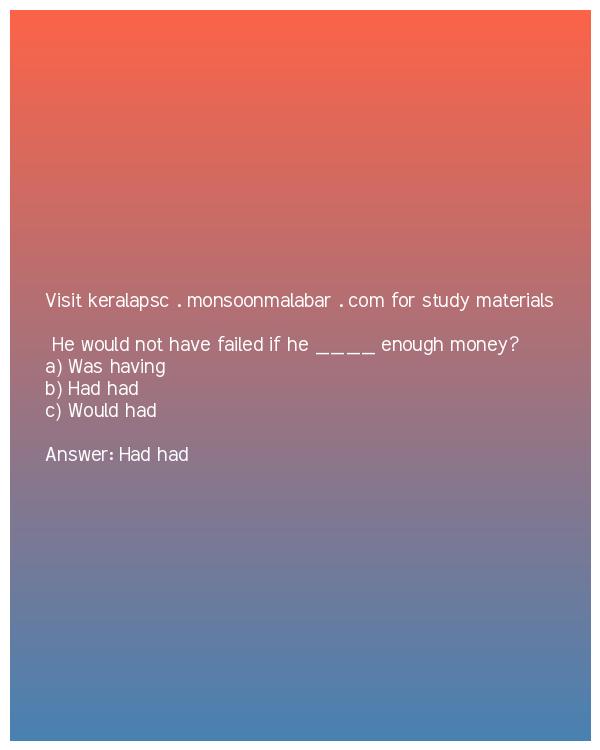 Visit keralapsc . monsoonmalabar . com for study materials
He would not have failed if he ____ enough money?
a) Was having
b) Had had
c) Would had
Answer: Had had